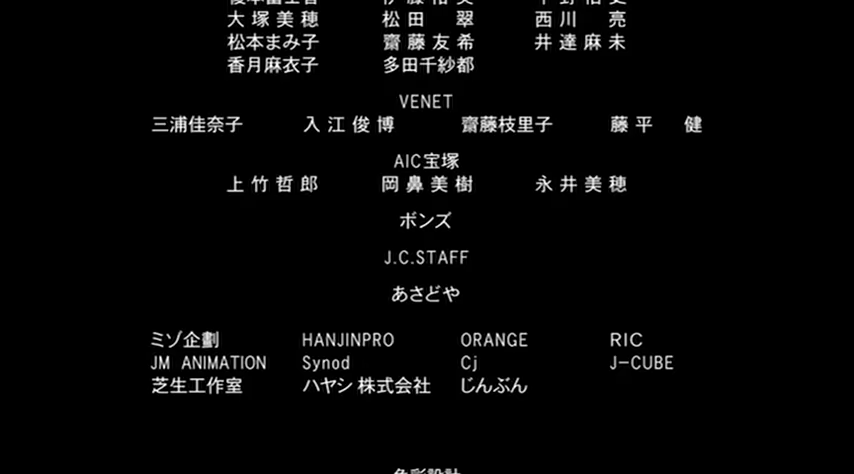 大塚美穂 松田 翠 西川 亮
松本まみ子 齋藤友希 井達麻未
香月麻衣子 多田千紗都
VENET
三浦佳奈子 入江俊博 齋藤枝里子 藤平 健
AIC宝塚
上竹哲郎 岡鼻美樹 永井美穂
ボンズ
J.C.STAFF
あさどや
ミゾ企劃 HANJINPRO ORANGE RIC
JM ANIMATION Synod Cj J-CUBE
芝生工作室 ハヤシ株式会社 じんぶん
色彩設計